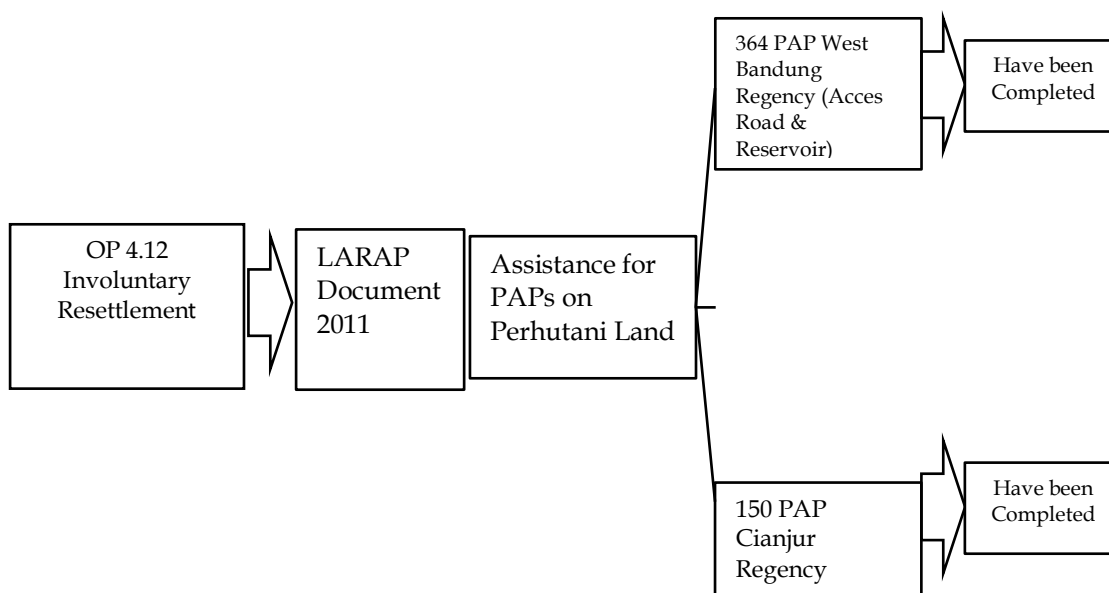 OP 4.12
Involuntary
Resettlement
LARAP
Document
2011
Assistance for
PAPs on
Perhutani Land
364 PAP West
Bandung
Regency (Acces
Road &
Reservoir)
Have been
Completed
150 PAP
Cianjur
Regency
Have been
Completed